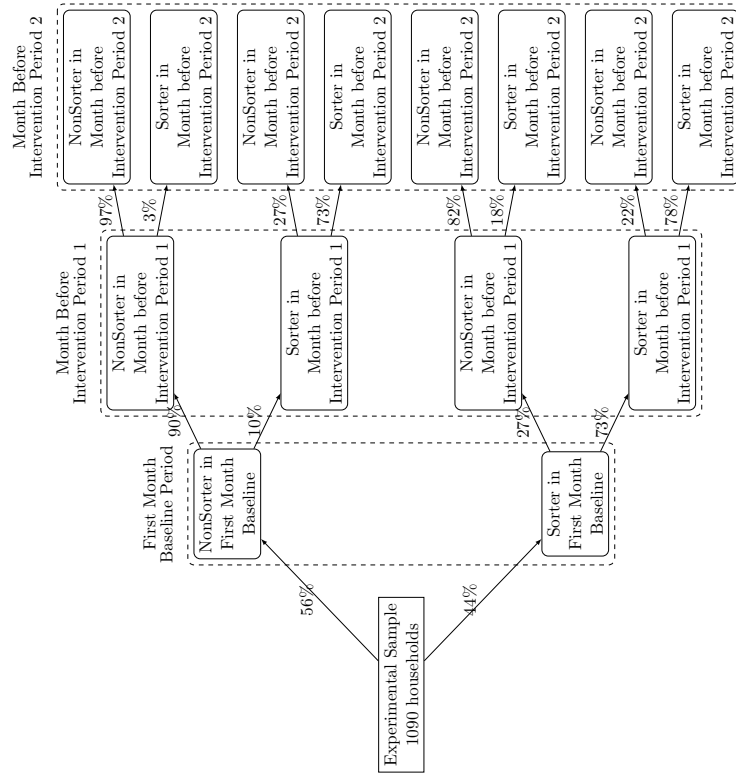 Experimental Sample
1090 households
56%
44%
First Month
Baseline Period
NonSorter in
First Month
Baseline
Sorter in
First Month
Baseline
90%
10%
27%
73%
Month Before
Intervention Period 1
NonSorter in
Month before
Intervention Period 1
Sorter in
Month before
Intervention Period 1
NonSorter in
Month before
Intervention Period 1
Sorter in
Month before
Intervention Period 1
97%
3%
27%
73%
82%
18%
22%
78%
Month Before
Intervention Period 2
NonSorter in
Month before
Intervention Period 2
Sorter in
Month before
Intervention Period 2
NonSorter in
Month before
Intervention Period 2
Sorter in
Month before
Intervention Period 2
NonSorter in
Month before
Intervention Period 2
Sorter in
Month before
Intervention Period 2
NonSorter in
Month before
Intervention Period 2
Sorter in
Month before
Intervention Period 2